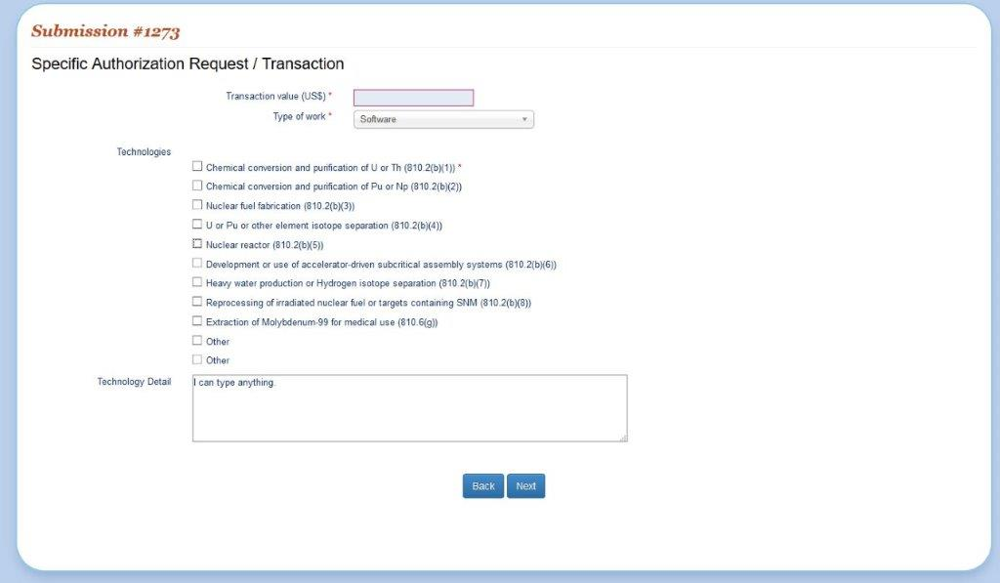 Submission #1273
Specific Authorization Request / Transaction
Transaction value (US$) *
Type of work * Software
Technologies
Chemical conversion and purification of U or Th (810.2(b)(1)) *
Chemical conversion and purification of Pu or Np (810.2(b)(2))
Nuclear fuel fabrication (810.2(b)(3))
U or Pu or other element isotope separation (810.2(b)(4))
Nuclear reactor (810.2(b)(5))
Development or use of accelerator-driven subcritical assembly systems (810.2(b)(6))
Heavy water production or Hydrogen isotope separation (810.2(b)(7))
Reprocessing of irradiated nuclear fuel or targets containing SNM (810.2(b)(8))
Extraction of Molybdenum-99 for medical use (810.6(g))
Other
Other
Technology Detail I can type anything.
Back Next